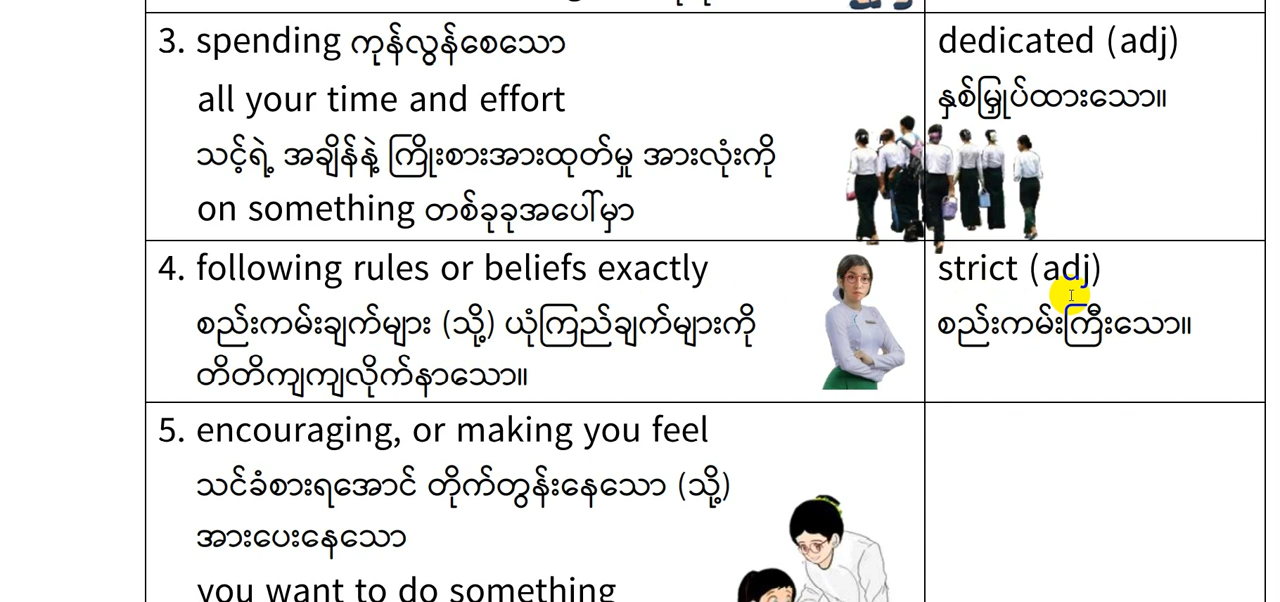 3. spending ကုန်လွန်စေသော
all your time and effort
သင့်ရဲ့ အချိန်နဲ့ ကြိုးစားအားထုတ်မှု အားလုံးကို
on something တစ်ခုခုအပေါ်မှာ
dedicated (adj)
နှစ်မြှုပ်ထားသော။
4. following rules or beliefs exactly
စည်းကမ်းချက်များ (သို့) ယုံကြည်ချက်များကို
တိတိကျကျလိုက်နာသော။
strict (adj)
စည်းကမ်းကြီးသော။
5. encouraging, or making you feel
သင်ခံစားရအောင် တိုက်တွန်းနေသော (သို့)
အားပေးနေသော
you want to do something